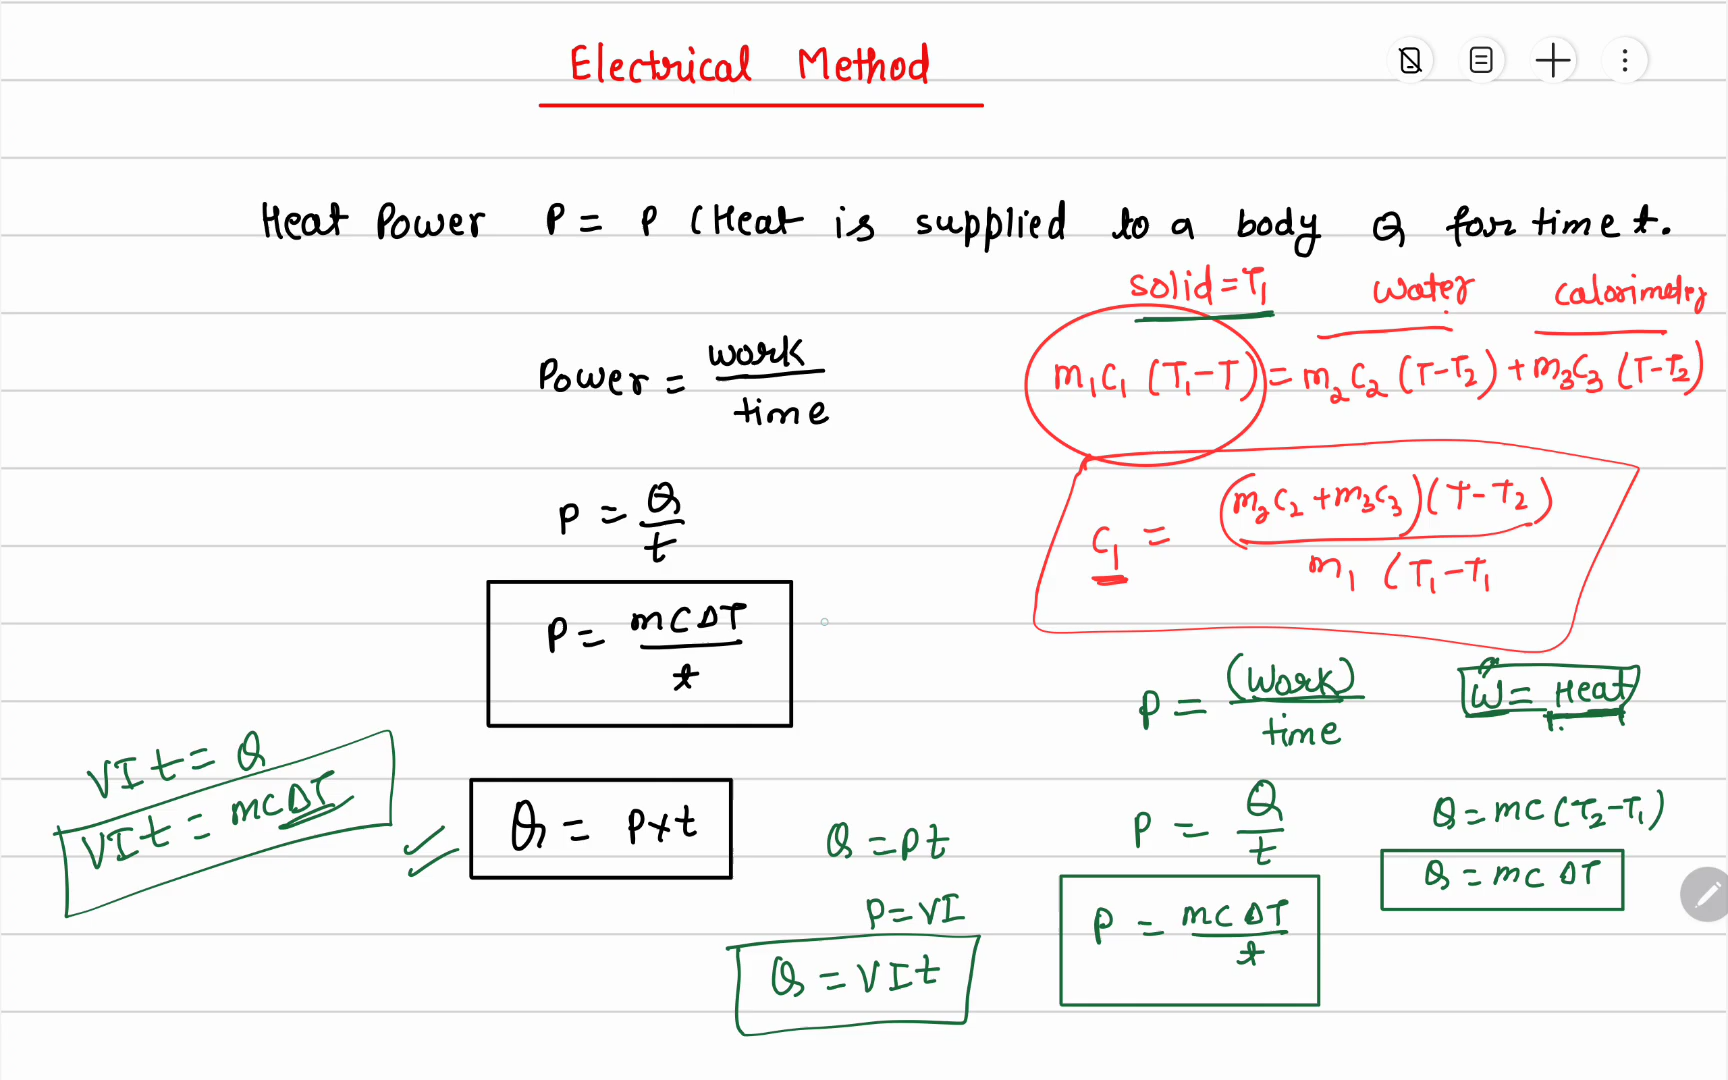 Electrical Method
Heat Power P = P (Heat is supplied to a body Q for time t.
solid = T₁ water calorimetry
Power = work / time
m₁c₁ (T₁-T) = m₂c₂ (T-T₂) + m₃c₃ (T-T₂)
P = Q / t
c₁ = (m₂c₂ + m₃c₃)(T-T₂) / m₁ (T₁-T₁
P = mcΔT / t
P = (Work) / time
W = Heat
VIt = Q
VIt = mcΔT
Q = P×t
Q = Pt
P = VI
Q = VIt
P = Q / t
P = mcΔT / t
Q = mc (T₂-T₁)
Q = mc ΔT